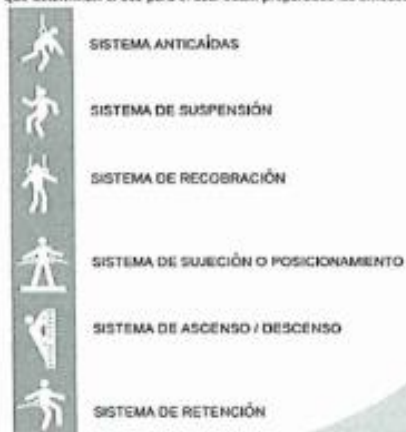 SISTEMA ANTICAÍDAS
SISTEMA DE SUSPENSIÓN
SISTEMA DE RECOBRACIÓN
SISTEMA DE SUJECIÓN O POSICIONAMIENTO
SISTEMA DE ASCENSO / DESCENSO
SISTEMA DE RETENCIÓN